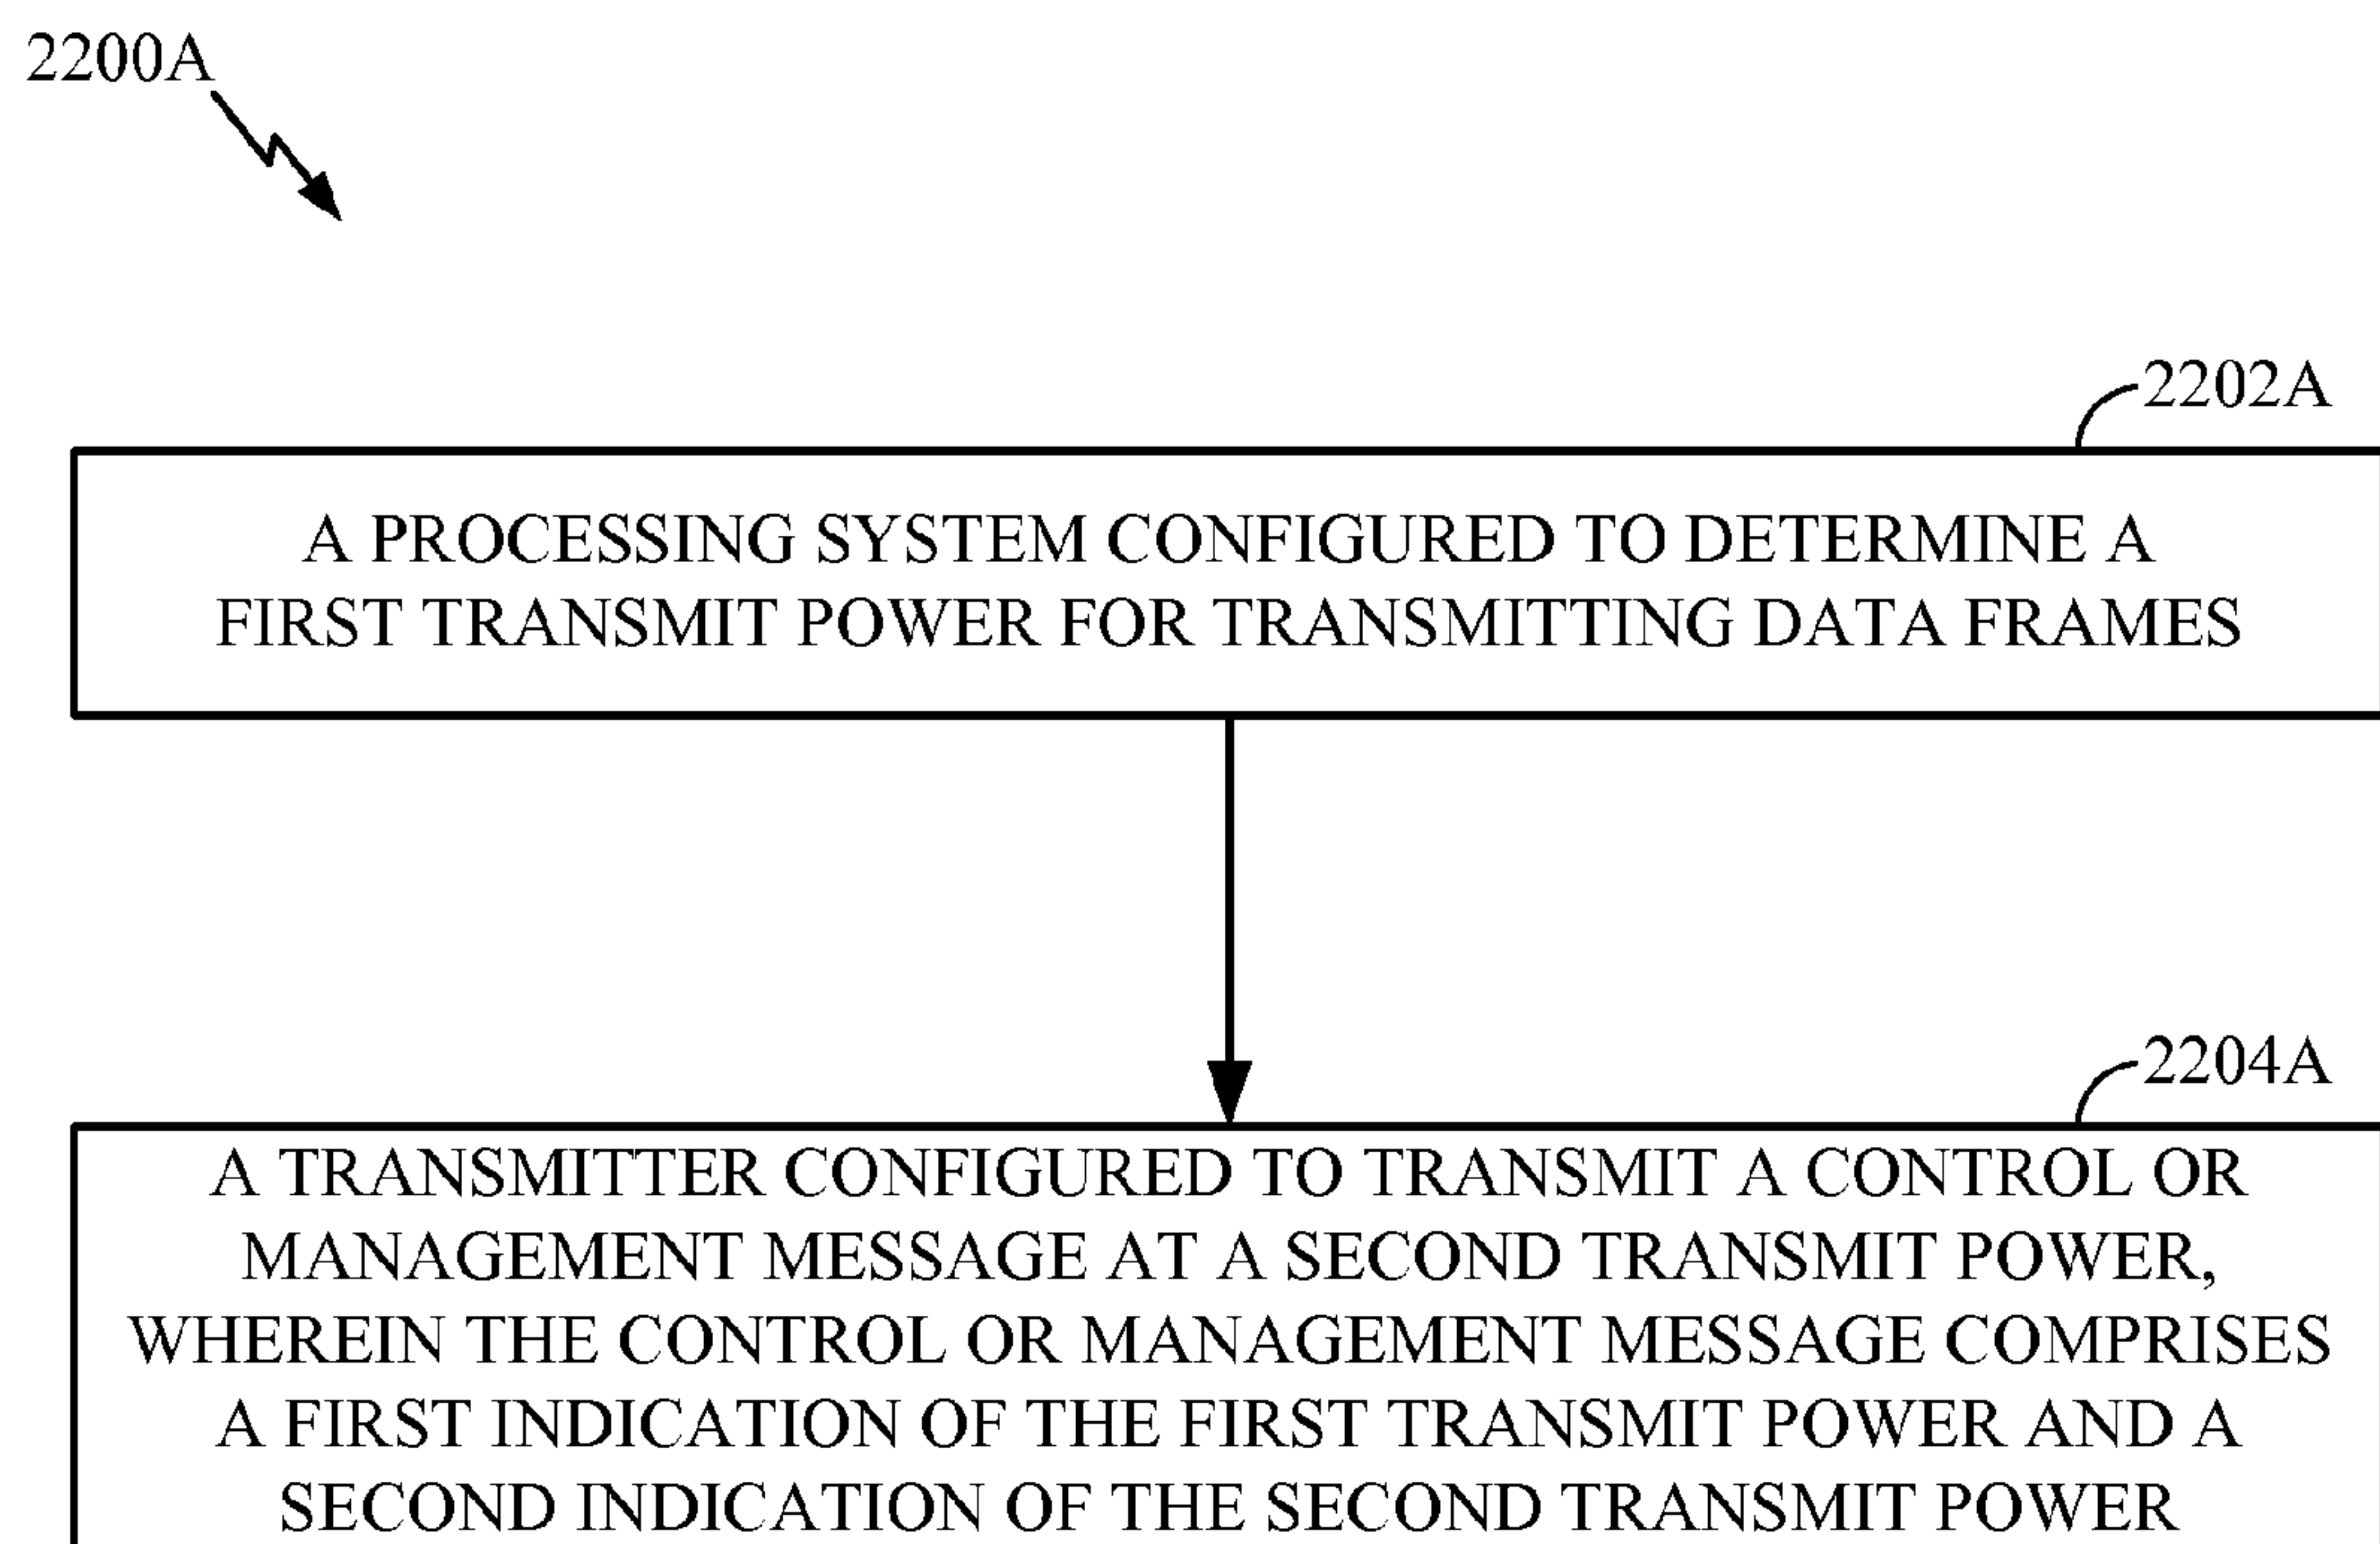 2200A
2202A
A PROCESSING SYSTEM CONFIGURED TO DETERMINE A
FIRST TRANSMIT POWER FOR TRANSMITTING DATA FRAMES
2204A
A TRANSMITTER CONFIGURED TO TRANSMIT A CONTROL OR
MANAGEMENT MESSAGE AT A SECOND TRANSMIT POWER,
WHEREIN THE CONTROL OR MANAGEMENT MESSAGE COMPRISES
A FIRST INDICATION OF THE FIRST TRANSMIT POWER AND A
SECOND INDICATION OF THE SECOND TRANSMIT POWER